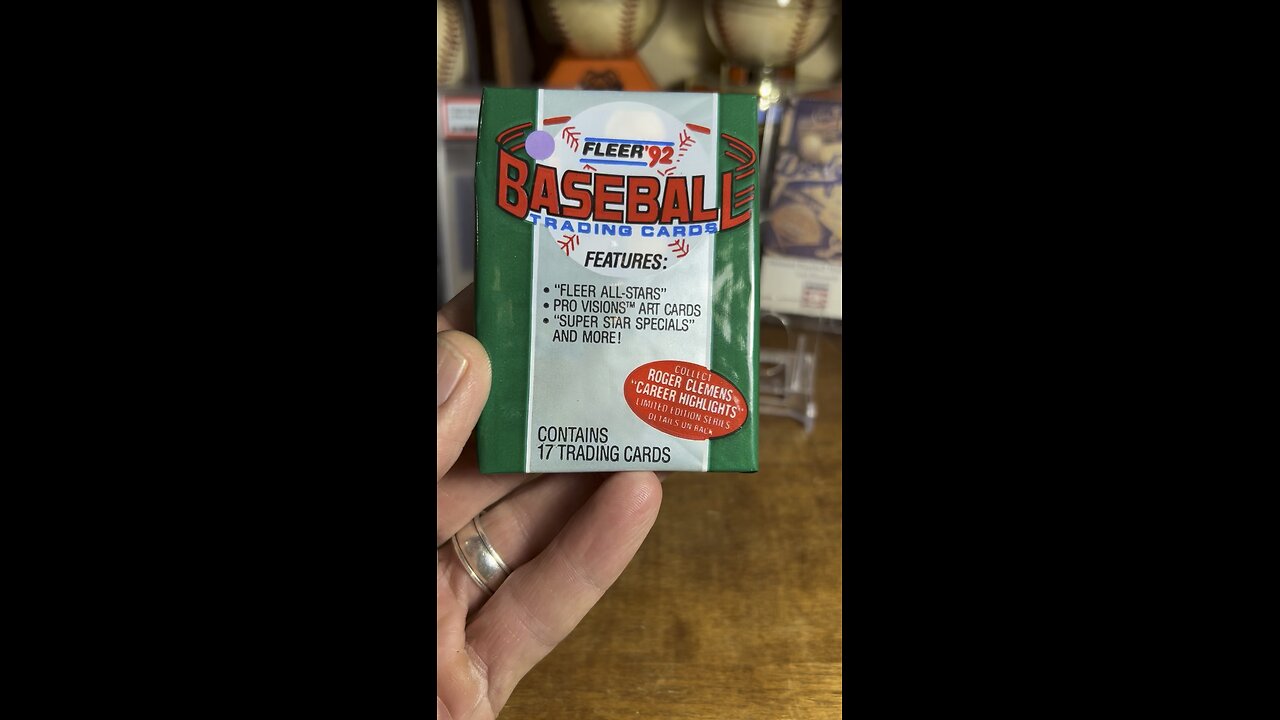 FLEER '92
BASEBALL
TRADING CARDS
FEATURES:
• "FLEER ALL-STARS"
• PRO VISIONS™ ART CARDS
• "SUPER STAR SPECIALS"
AND MORE!
COLLECT
ROGER CLEMENS
"CAREER HIGHLIGHTS"
LIMITED EDITION SERIES
DETAILS ON BACK
CONTAINS
17 TRADING CARDS